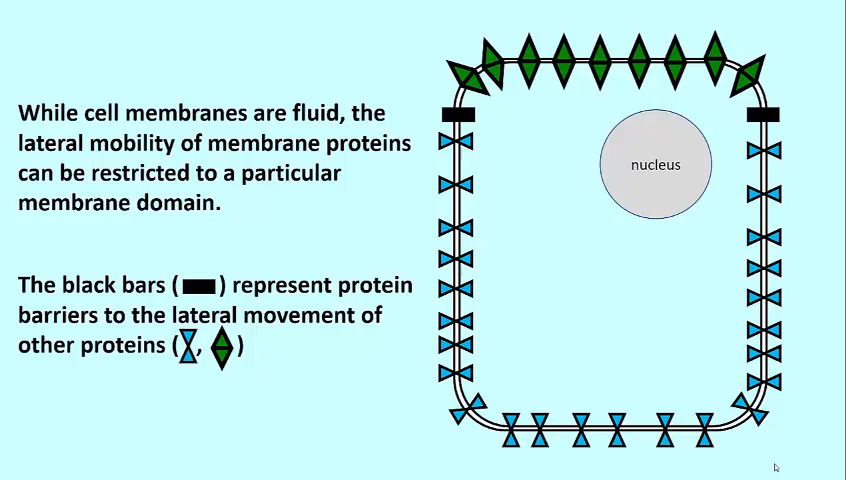 While cell membranes are fluid, the
lateral mobility of membrane proteins
can be restricted to a particular
membrane domain.
The black bars ( ) represent protein
barriers to the lateral movement of
other proteins ( , )
nucleus